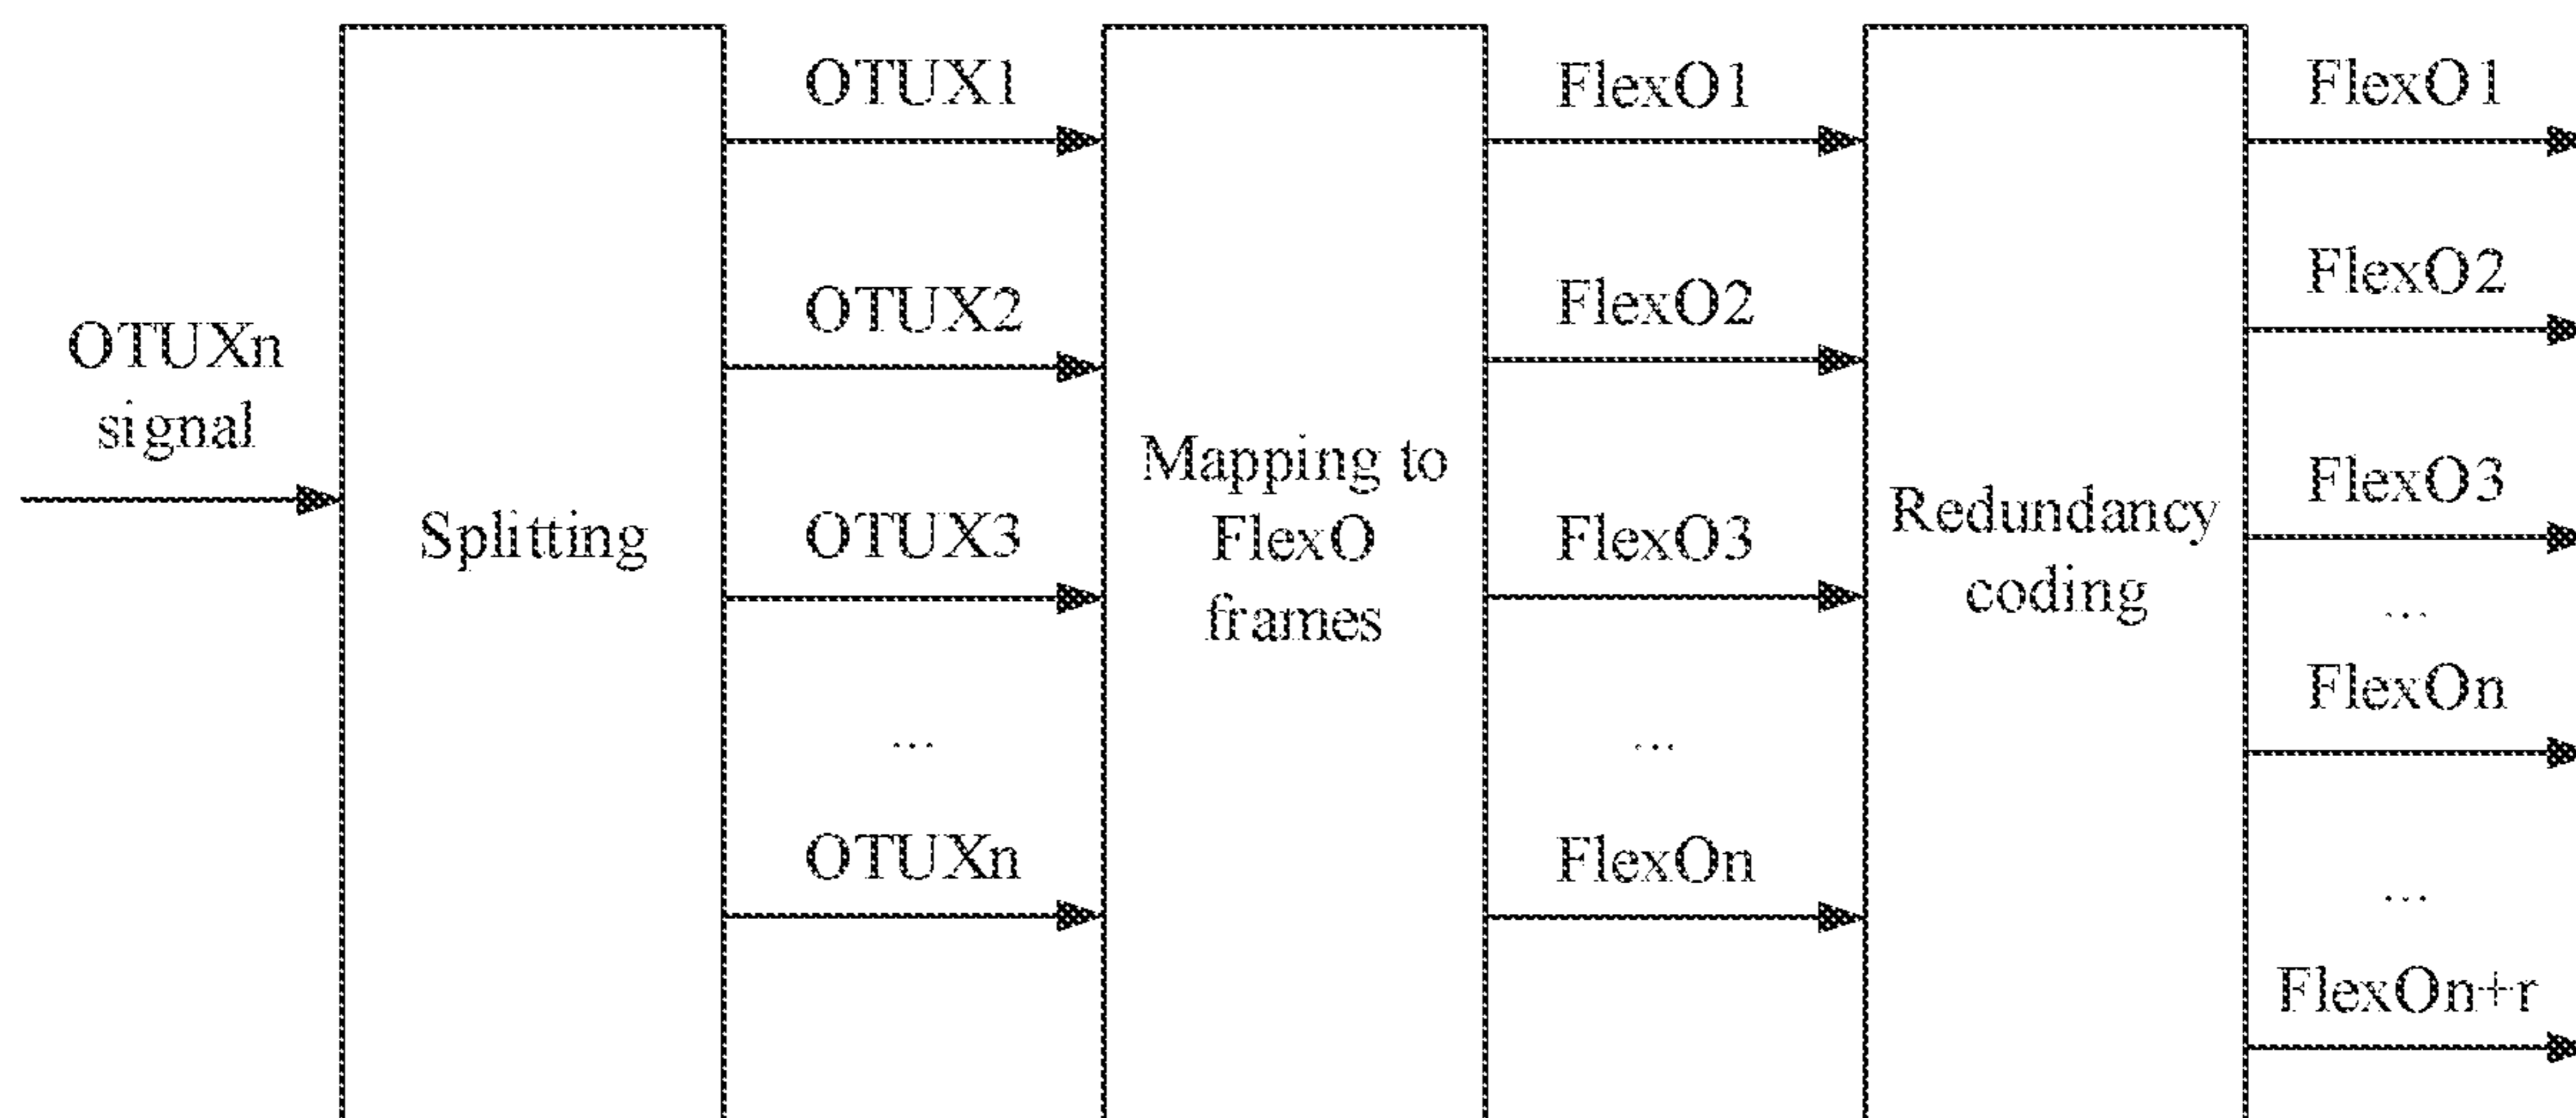 OTUXn
signal
Splitting
OTUX1
OTUX2
OTUX3
...
OTUXn
Mapping to
FlexO
frames
FlexO1
FlexO2
FlexO3
...
FlexOn
Redundancy
coding
FlexO1
FlexO2
FlexO3
...
FlexOn
...
FlexOn+r